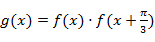 g(x) = f(x) · f(x + π/3)